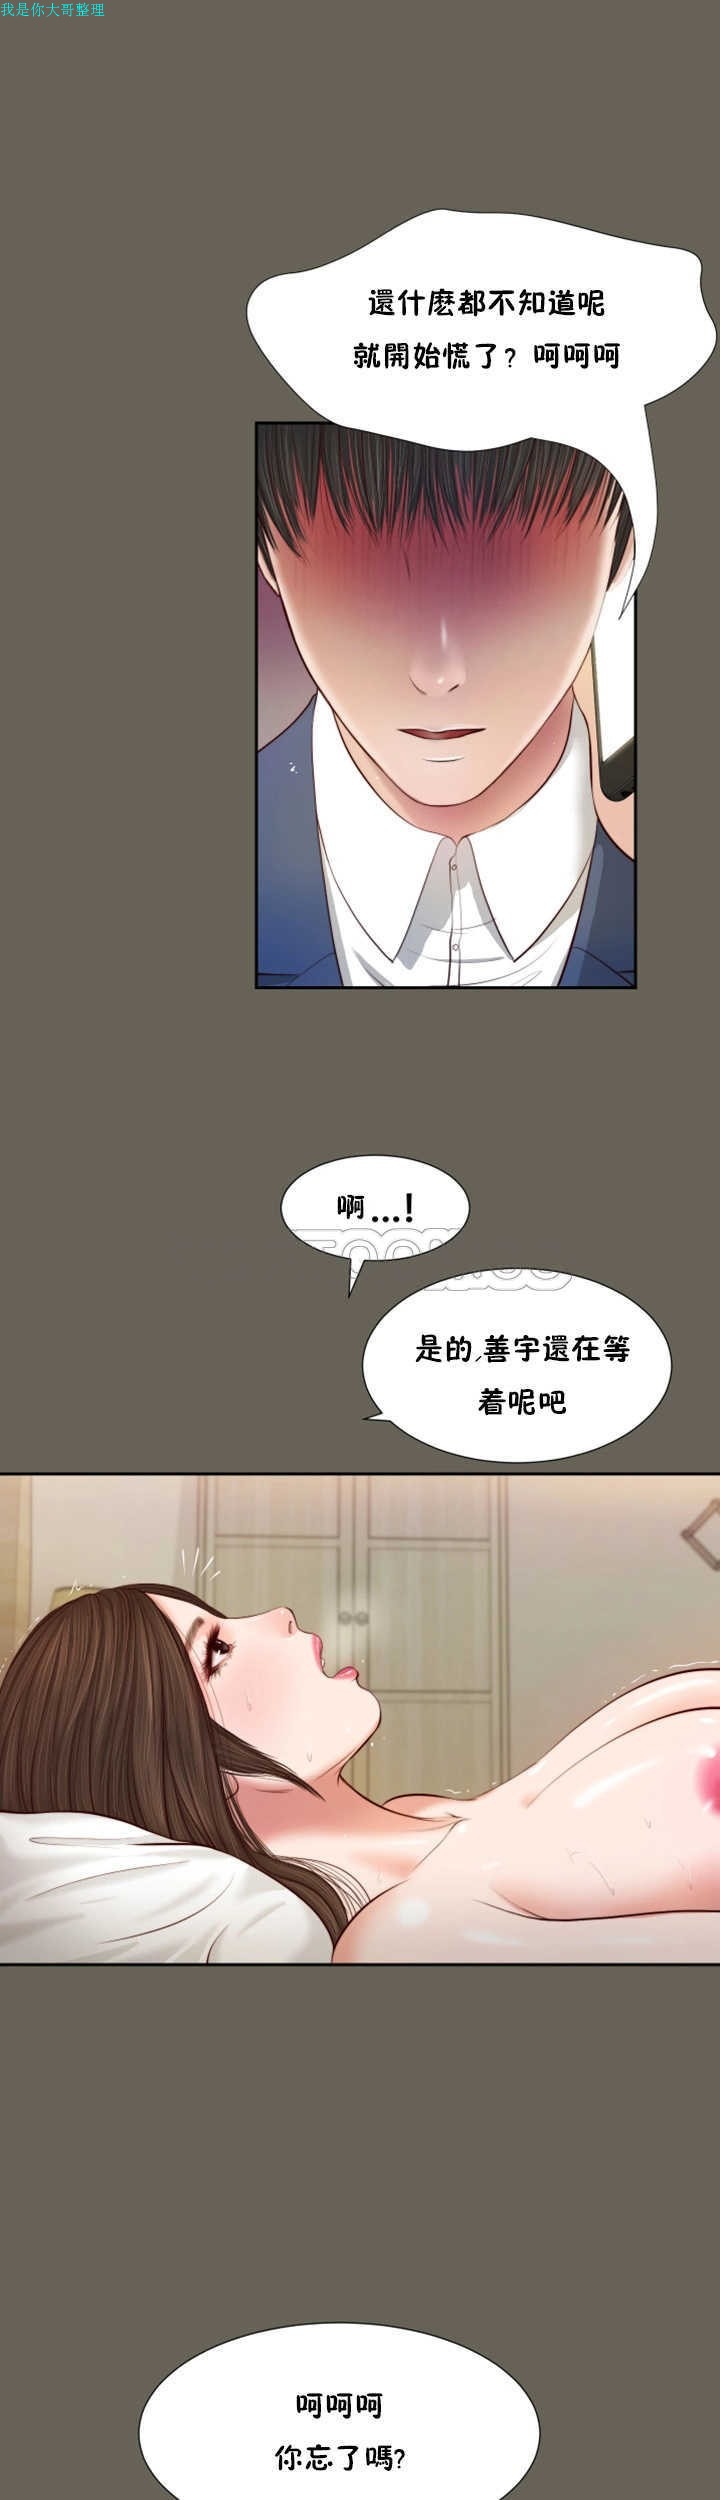 我是你大哥整理
還什麽都不知道呢
就開始慌了? 呵呵呵
啊...!
是的,善宇還在等
着呢吧
呵呵呵
你忘了嗎?